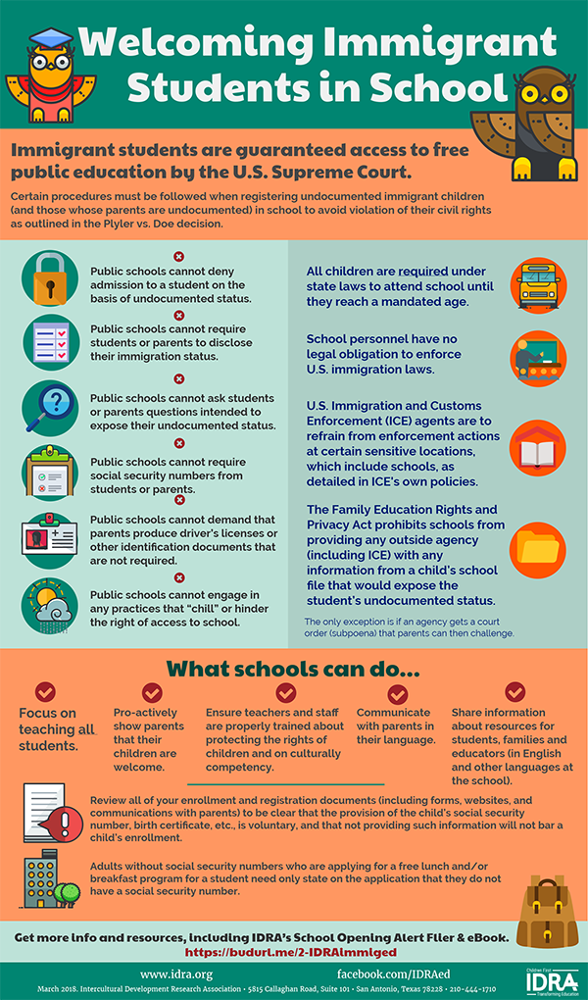 Welcoming Immigrant
Students in School
Immigrant students are guaranteed access to free
public education by the U.S. Supreme Court.
Certain procedures must be followed when registering undocumented immigrant children
(and those whose parents are undocumented) in school to avoid violation of their civil rights
as outlined in the Plyler vs. Doe decision.
Public schools cannot deny
admission to a student on the
basis of undocumented status.
Public schools cannot require
students or parents to disclose
their immigration status.
Public schools cannot ask students
or parents questions intended to
expose their undocumented status.
Public schools cannot require
social security numbers from
students or parents.
Public schools cannot demand that
parents produce driver's licenses or
other identification documents that
are not required.
Public schools cannot engage in
any practices that “chill” or hinder
the right of access to school.
All children are required under
state laws to attend school until
they reach a mandated age.
School personnel have no
legal obligation to enforce
U.S. immigration laws.
U.S. Immigration and Customs
Enforcement (ICE) agents are to
refrain from enforcement actions
at certain sensitive locations,
which include schools, as
detailed in ICE's own policies.
The Family Education Rights and
Privacy Act prohibits schools from
providing any outside agency
(including ICE) with any
information from a child's school
file that would expose the
student's undocumented status.
The only exception is if an agency gets a court
order (subpoena) that parents can then challenge.
What schools can do...
Focus on
teaching all
students.
Pro-actively
show parents
that their
children are
welcome.
Ensure teachers and staff
are properly trained about
protecting the rights of
children and on culturally
competency.
Communicate
with parents in
their language.
Share information
about resources for
students, families and
educators (in English
and other languages at
the school).
Review all of your enrollment and registration documents (including forms, websites, and
communications with parents) to be clear that the provision of the child's social security
number, birth certificate, etc., is voluntary, and that not providing such information will not bar a
child's enrollment.
Adults without social security numbers who are applying for a free lunch and/or
breakfast program for a student need only state on the application that they do not
have a social security number.
Get more info and resources, including IDRA's School Opening Alert Flier & eBook.
https://budurl.me/2-IDRAImmIged
www.idra.org
facebook.com/IDRAed
March 2018. Intercultural Development Research Association • 5815 Callaghan Road, Suite 101 • San Antonio, Texas 78228 • 210-444-1710
Children First
IDRA
Transforming Education